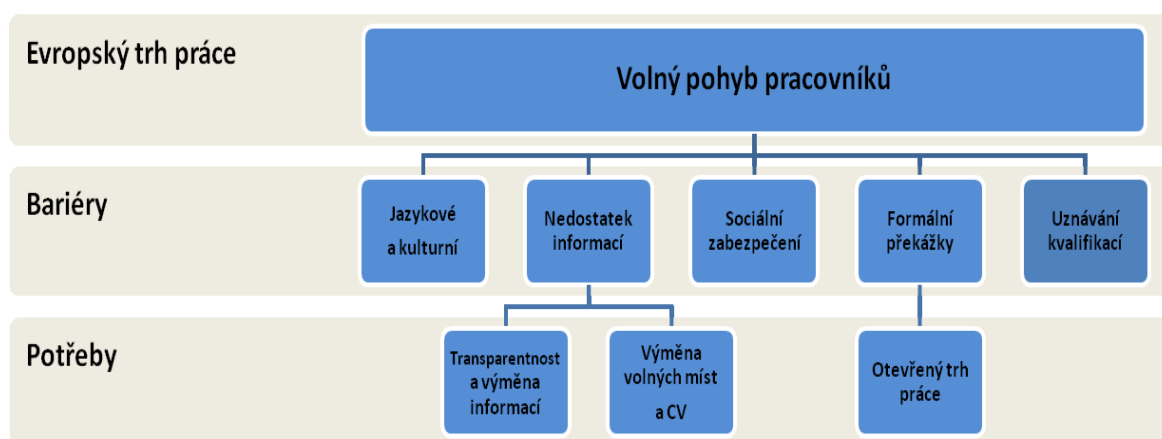 Evropský trh práce
Volný pohyb pracovníků
Bariéry
Jazykové
a kulturní
Nedostatek
informací
Sociální
zabezpečení
Formální
překážky
Uznávání
kvalifikací
Potřeby
Transparentnost
a výměna
informací
Výměna
volných míst
a CV
Otevřený trh
práce